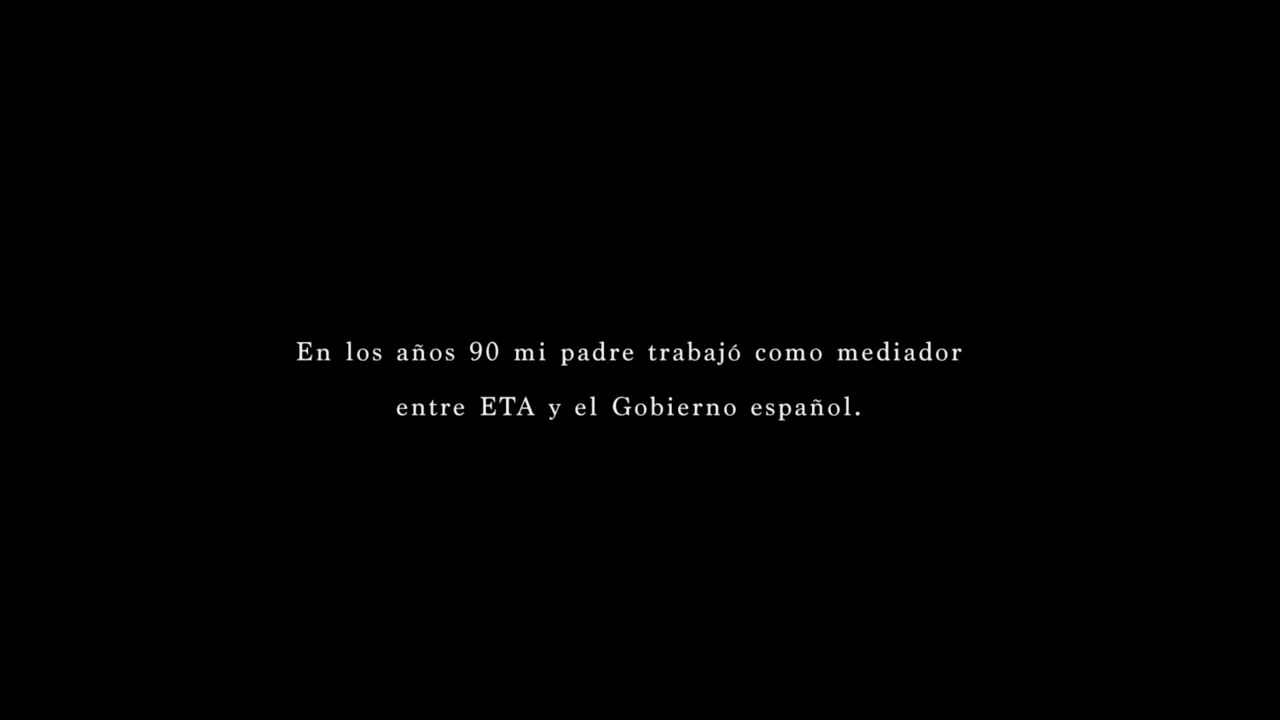 En los años 90 mi padre trabajó como mediador
entre ETA y el Gobierno español.